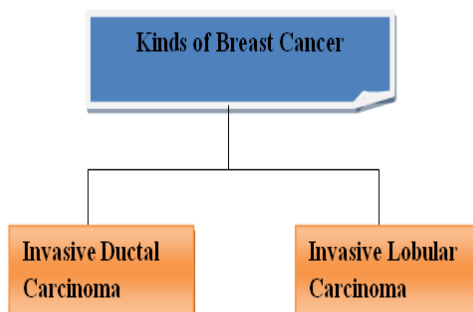 Kinds of Breast Cancer
Invasive Ductal
Carcinoma
Invasive Lobular
Carcinoma